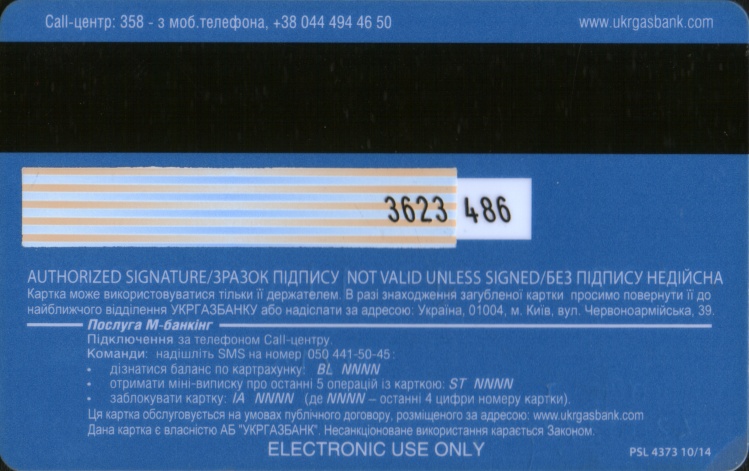 Call-центр: 358 - з моб.телефона, +38 044 494 46 50 www.ukrgasbank.com
3623 486
AUTHORIZED SIGNATURE/ЗРАЗОК ПІДПИСУ NOT VALID UNLESS SIGNED/БЕЗ ПІДПИСУ НЕДІЙСНА
Картка може використовуватися тільки її держателем. В разі знаходження загубленої картки просимо повернути її до
найближчого відділення УКРГАЗБАНКУ або надіслати за адресою: Україна, 01004, м. Київ, вул. Червоноармійська, 39.
Послуга М-банкінг
Підключення за телефоном Call-центру.
Команди: надішліть SMS на номер 050 441-50-45:
• дізнатися баланс по картрахунку: BL NNNN
• отримати міні-виписку про останні 5 операцій із карткою: ST NNNN
• заблокувати картку: IA NNNN (де NNNN – останні 4 цифри номеру картки).
Ця картка обслуговується на умовах публічного договору, розміщеного за адресою: www.ukrgasbank.com
Дана картка є власністю АБ "УКРГАЗБАНК". Несанкціоноване використання карається Законом.
ELECTRONIC USE ONLY PSL 4373 10/14